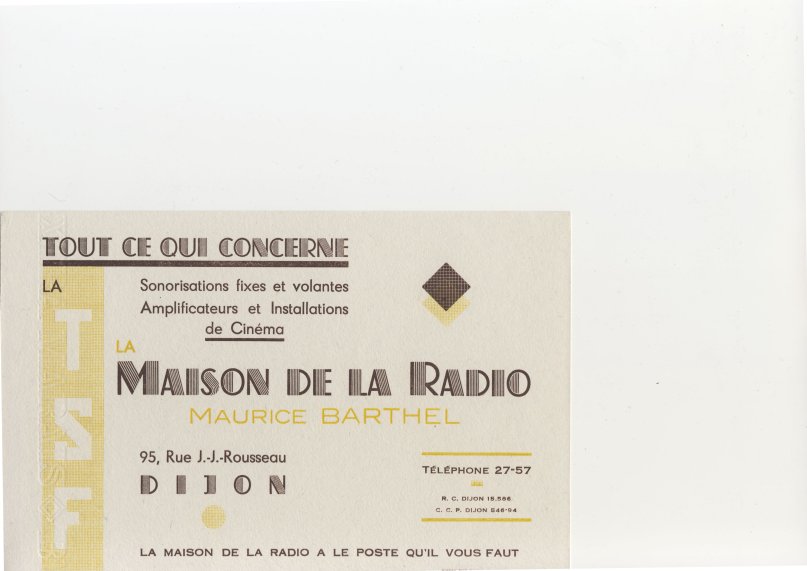 TOUT CE QUI CONCERNE
LA
TSF
Sonorisations fixes et volantes
Amplificateurs et Installations
de Cinéma
LA
MAISON DE LA RADIO
MAURICE BARTHEL
95, Rue J.-J.-Rousseau
DIJON
TÉLÉPHONE 27-57
R. C. DIJON 15.586
C. C. P. DIJON 546-94
LA MAISON DE LA RADIO A LE POSTE QU'IL VOUS FAUT